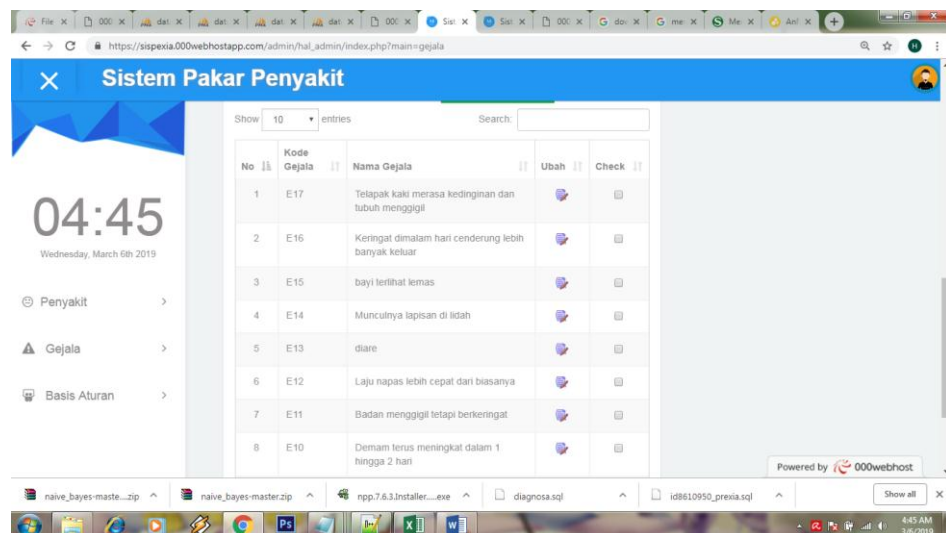 File
000
dat
dat
dat
dat
000
Sist
Sist
000
dov
me
Me
Anl
https://sispexia.000webhostapp.com/admin/hal_admin/index.php?main=gejala
H
Sistem Pakar Penyakit
Show 10 entries Search:
No Kode Gejala Nama Gejala Ubah Check
1 E17 Telapak kaki merasa kedinginan dan
tubuh menggigil
2 E16 Keringat dimalam hari cenderung lebih
banyak keluar
3 E15 bayi terlihat lemas
4 E14 Munculnya lapisan di lidah
5 E13 diare
6 E12 Laju napas lebih cepat dari biasanya
7 E11 Badan menggigil tetapi berkeringat
8 E10 Demam terus meningkat dalam 1
hingga 2 hari
04:45
Wednesday, March 6th 2019
Penyakit
Gejala
Basis Aturan
Powered by 000webhost
naive_bayes-maste....zip
naive_bayes-master.zip
npp.7.6.3.Installer.....exe
diagnosa.sql
id8610950_prexia.sql
Show all
Ps
4:45 AM
3/6/2019